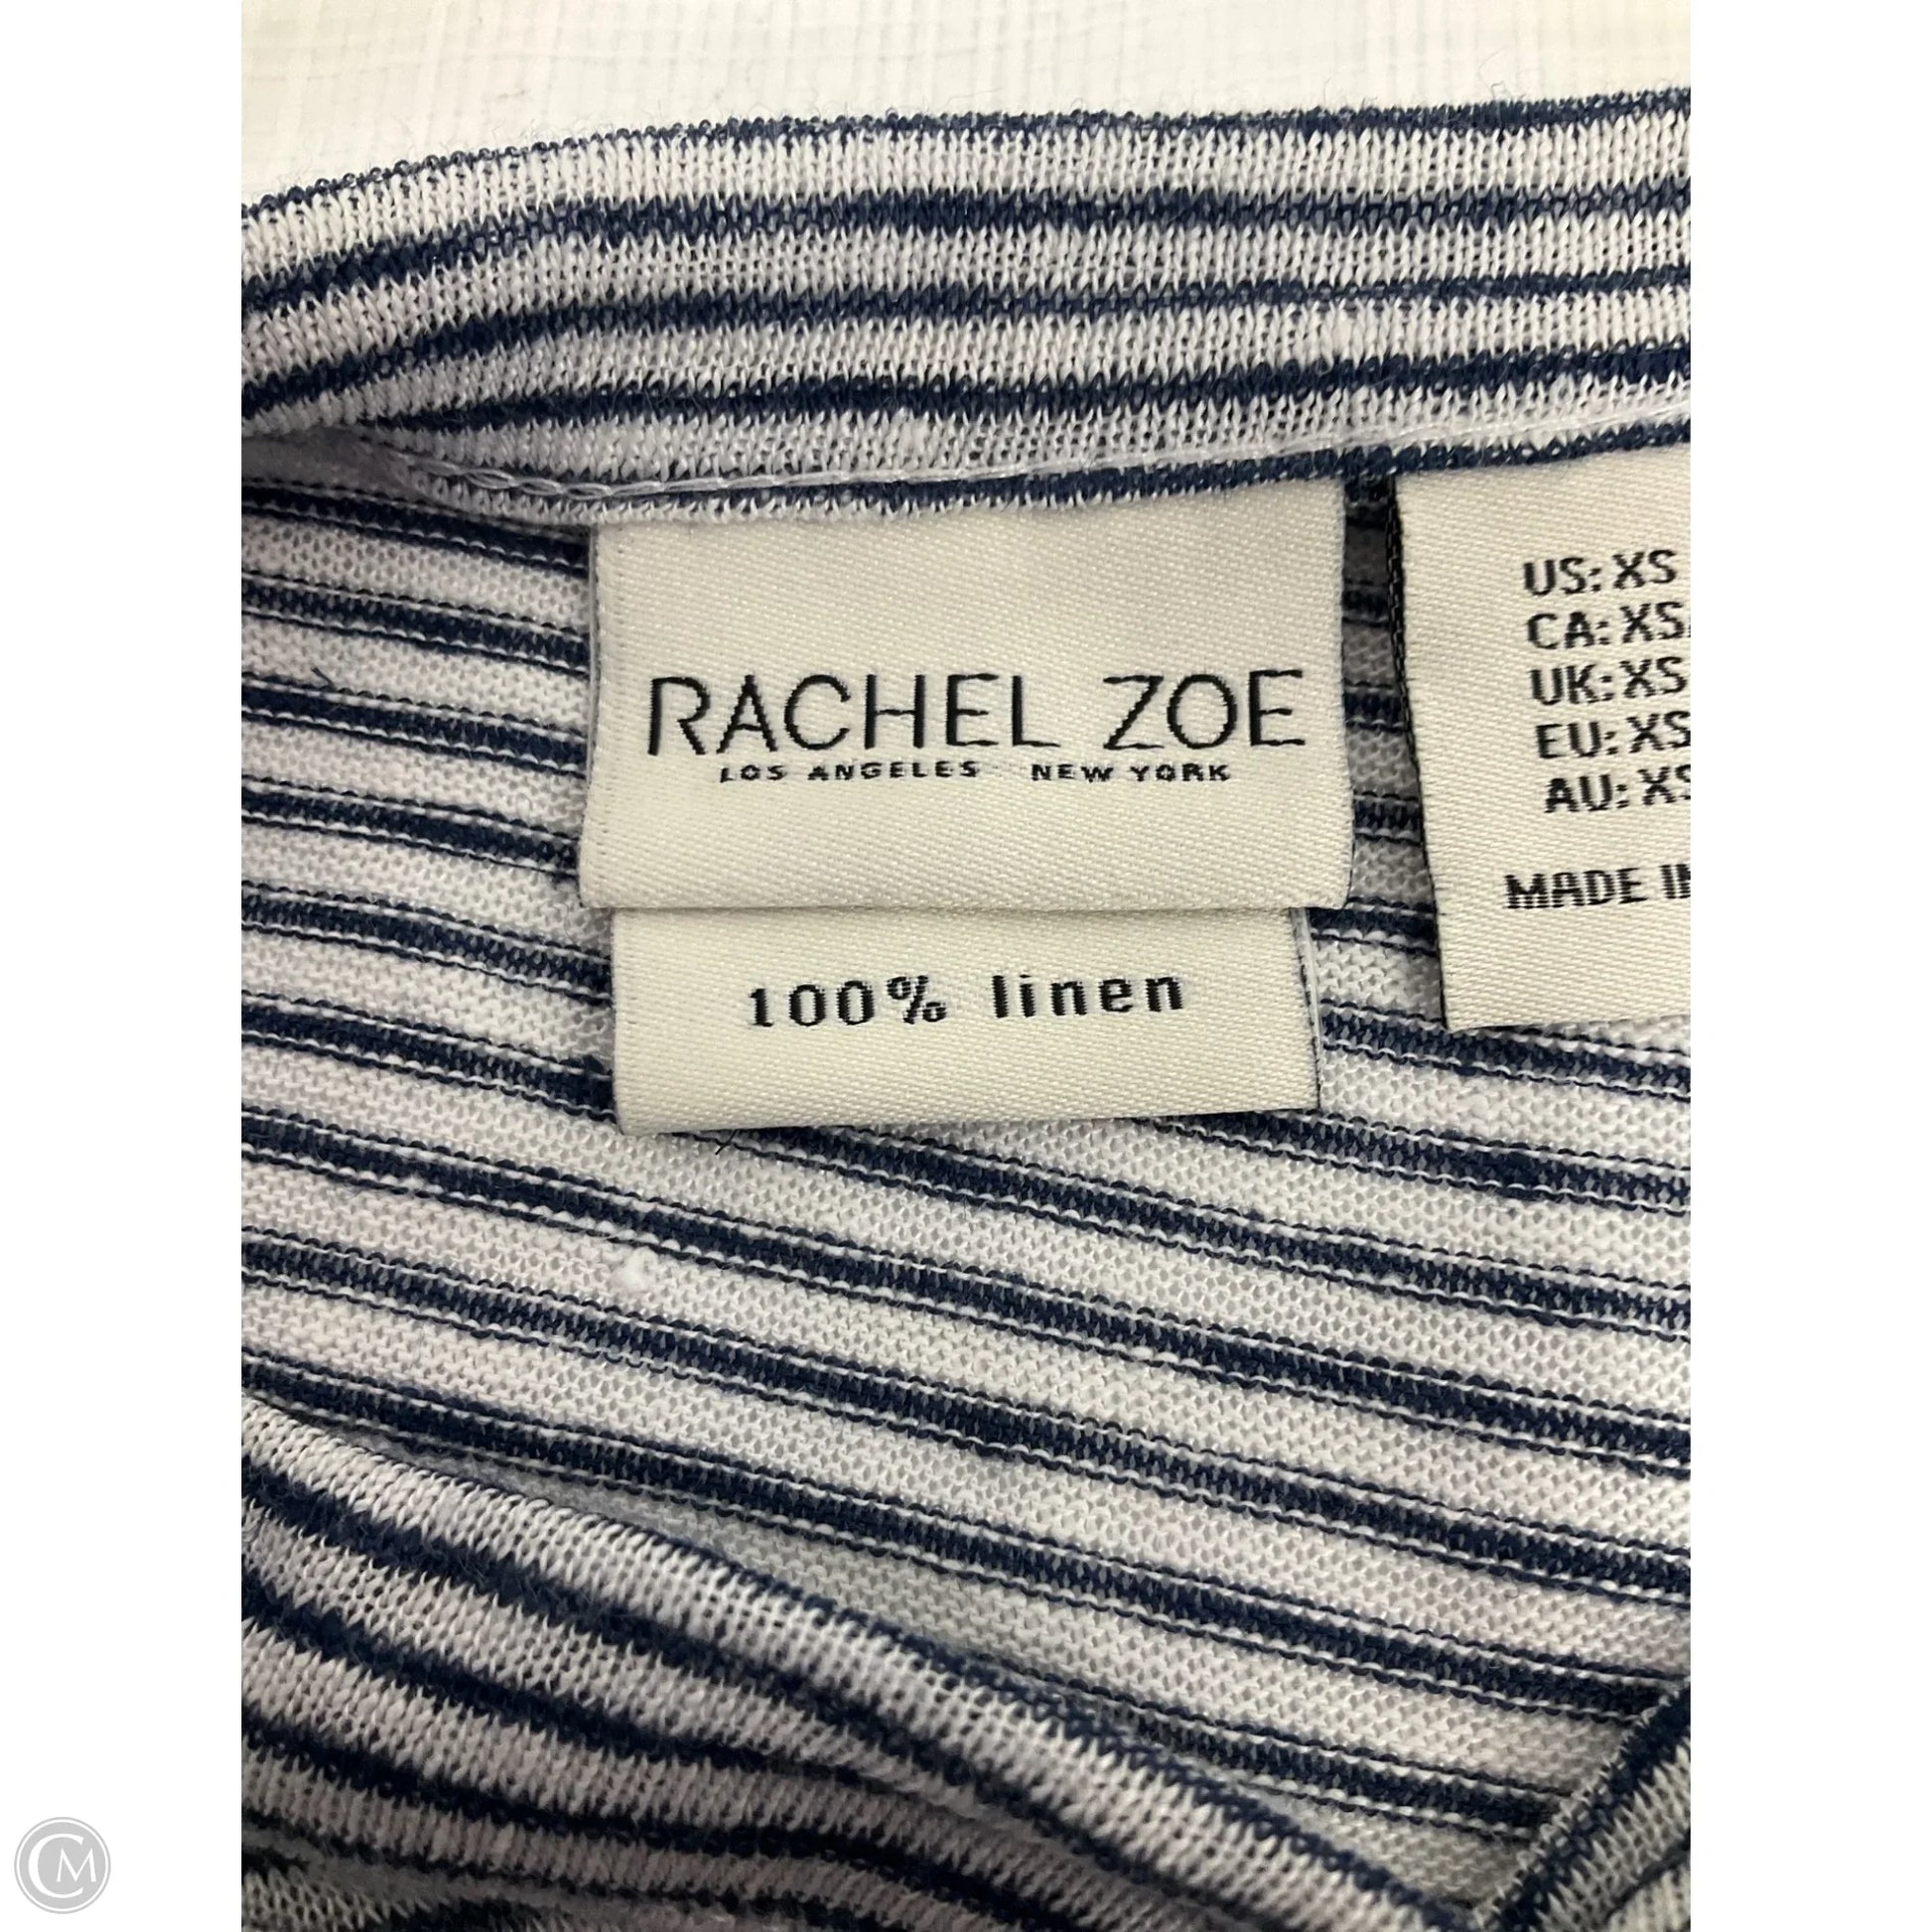 RACHEL ZOE
LOS ANGELES NEW YORK
100% linen
US: XS
CA: XS
UK: XS
EU: XS
AU: XS
MADE IN
CM